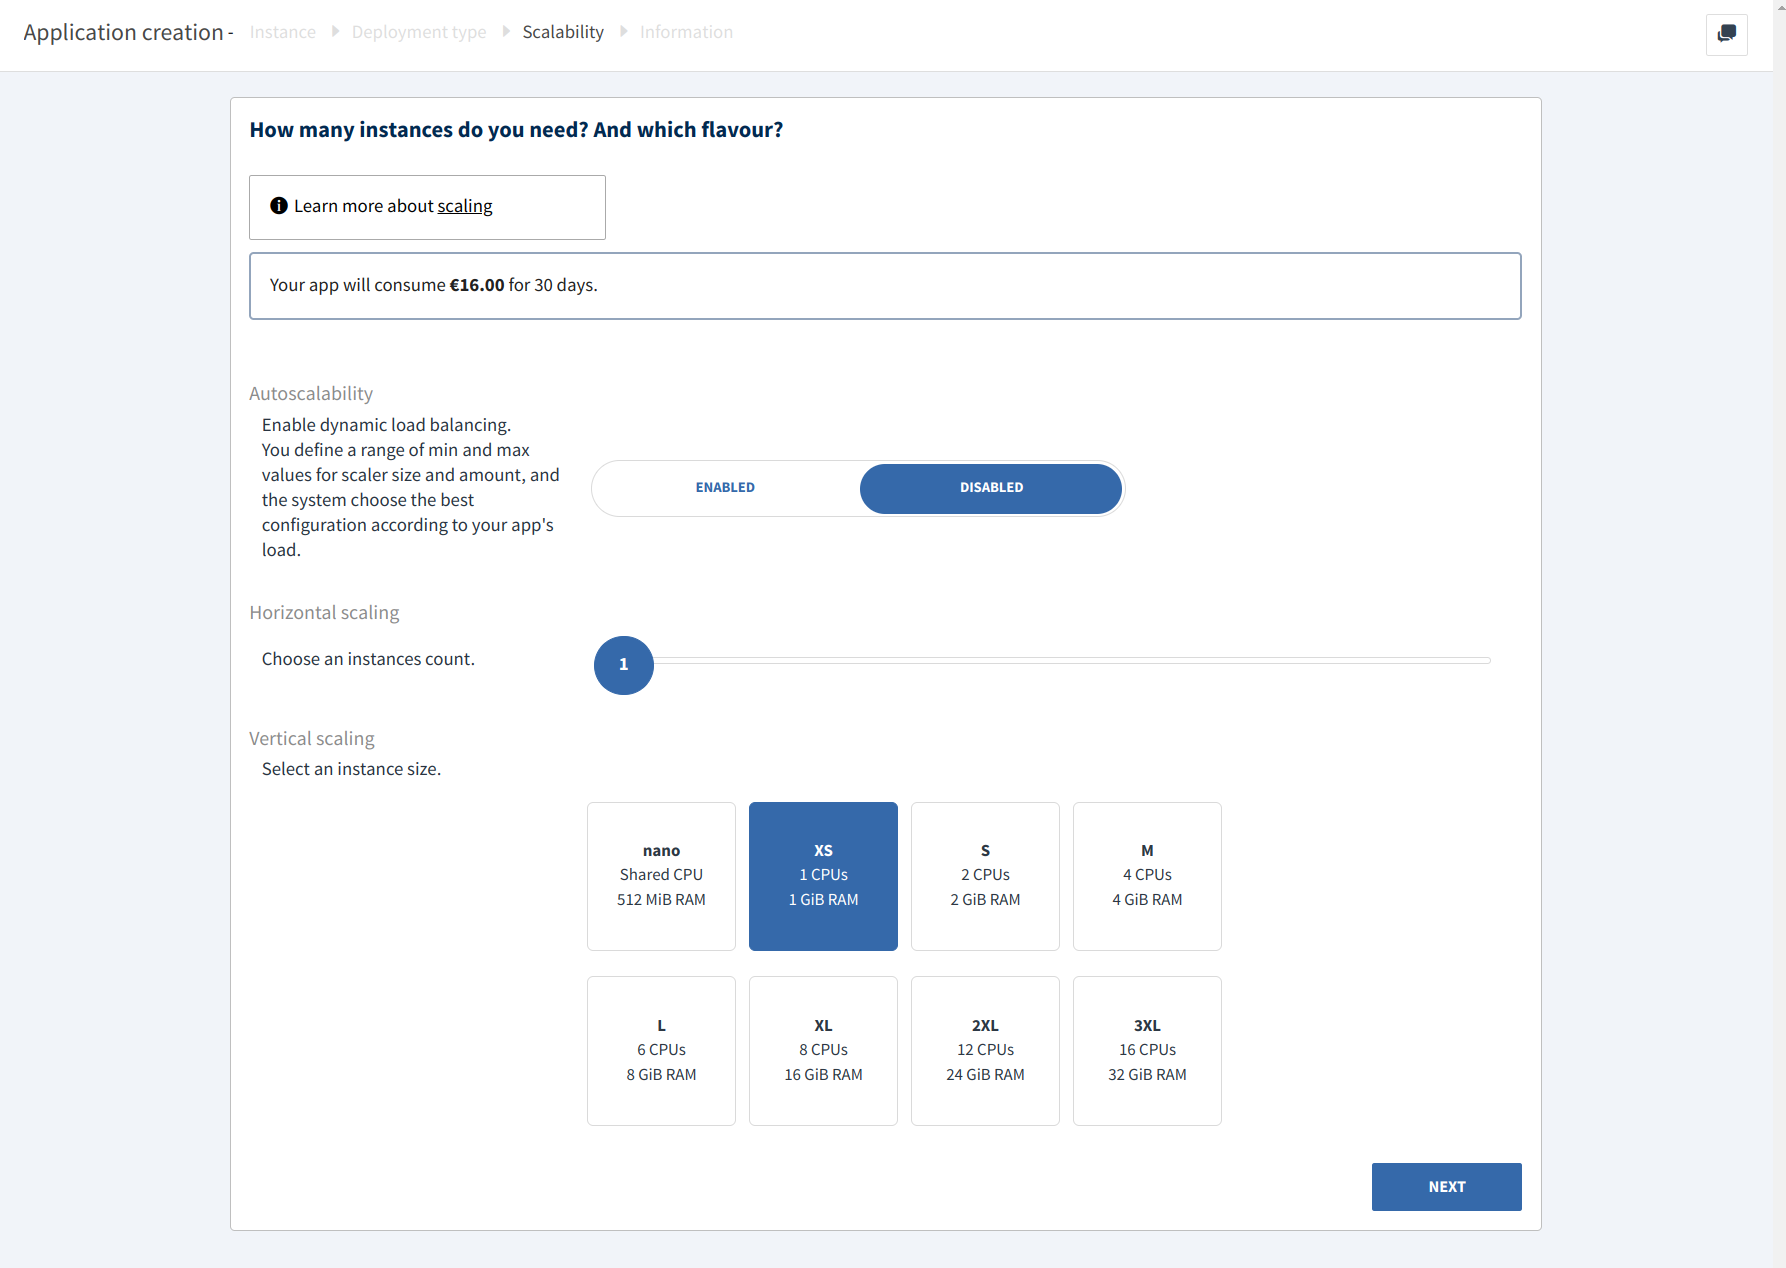 Application creation - Instance Deployment type Scalability Information
How many instances do you need? And which flavour?
Learn more about scaling
Your app will consume €16.00 for 30 days.
Autoscalability
Enable dynamic load balancing.
You define a range of min and max
values for scaler size and amount, and
the system choose the best
configuration according to your app's
load.
ENABLED
DISABLED
Horizontal scaling
Choose an instances count.
1
Vertical scaling
Select an instance size.
nano
Shared CPU
512 MiB RAM
XS
1 CPUs
1 GiB RAM
S
2 CPUs
2 GiB RAM
M
4 CPUs
4 GiB RAM
L
6 CPUs
8 GiB RAM
XL
8 CPUs
16 GiB RAM
2XL
12 CPUs
24 GiB RAM
3XL
16 CPUs
32 GiB RAM
NEXT